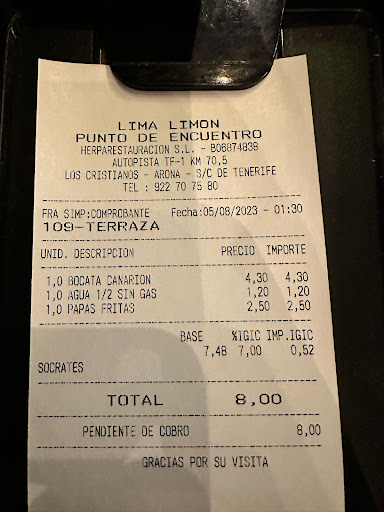 LIMA LIMON
PUNTO DE ENCUENTRO
HERPARESTAURACION S.L. - B06874838
AUTOPISTA TF-1 KM 70,5
LOS CRISTIANOS - ARONA - S/C DE TENERIFE
TEL : 922 70 75 80
FRA SIMP:COMPROBANTE Fecha:05/08/2023 - 01:30
109-TERRAZA
UNID. DESCRIPCION PRECIO IMPORTE
1,0 BOCATA CANARION 4,30 4,30
1,0 AGUA 1/2 SIN GAS 1,20 1,20
1,0 PAPAS FRITAS 2,50 2,50
BASE %IGIC IMP.IGIC
7,48 7,00 0,52
SOCRATES
TOTAL 8,00
PENDIENTE DE COBRO 8,00
GRACIAS POR SU VISITA